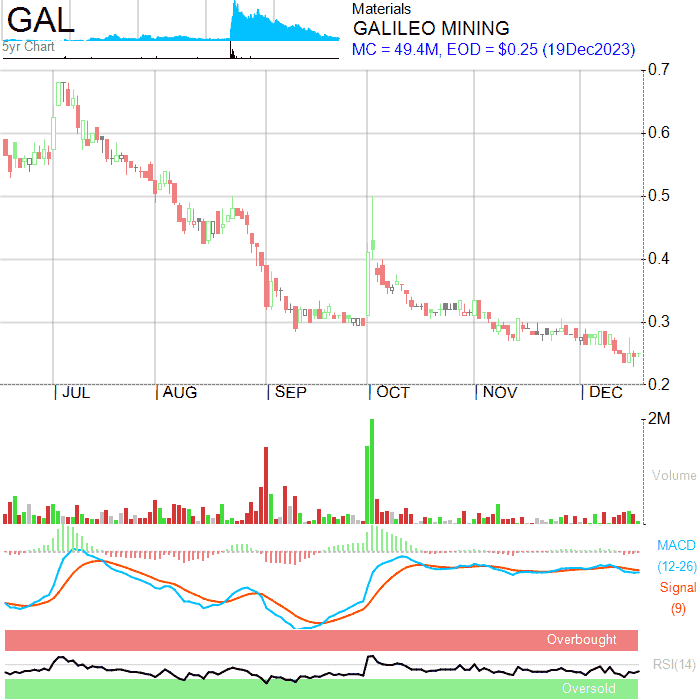 GAL
5yr Chart
Materials
GALILEO MINING
MC = 49.4M, EOD = $0.25 (19Dec2023)
0.7
0.6
0.5
0.4
0.3
0.2
JUL AUG SEP OCT NOV DEC
2M
Volume
MACD
(12-26)
Signal
(9)
Overbought
RSI(14)
Oversold